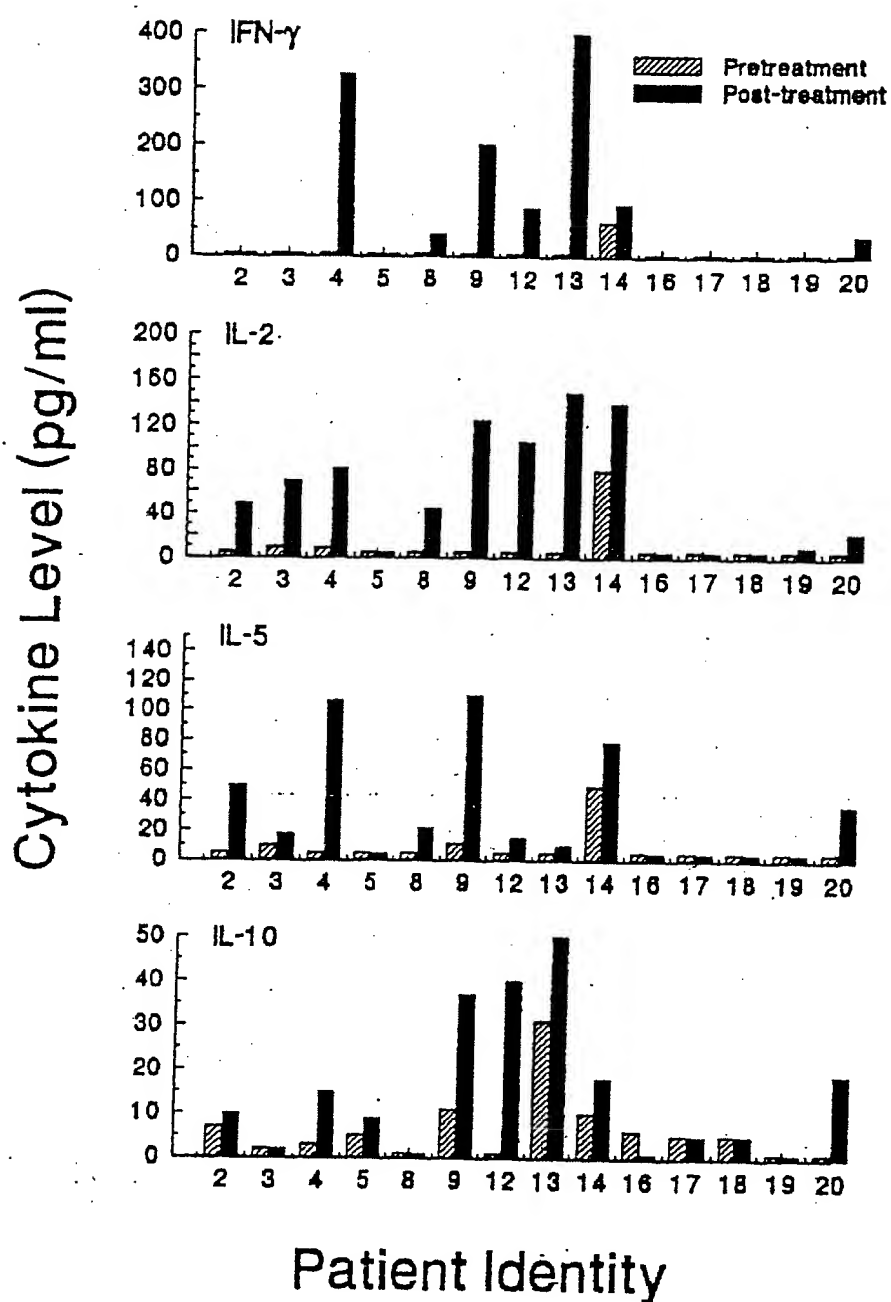 IFN-γ
Pretreatment
Post-treatment
400
300
200
100
0
2 3 4 5 8 9 12 13 14 16 17 18 19 20
IL-2
200
160
120
80
40
0
2 3 4 5 8 9 12 13 14 16 17 18 19 20
IL-5
140
120
100
80
60
40
20
0
2 3 4 5 8 9 12 13 14 16 17 18 19 20
IL-10
50
40
30
20
10
0
2 3 4 5 8 9 12 13 14 16 17 18 19 20
Cytokine Level (pg/ml)
Patient Identity